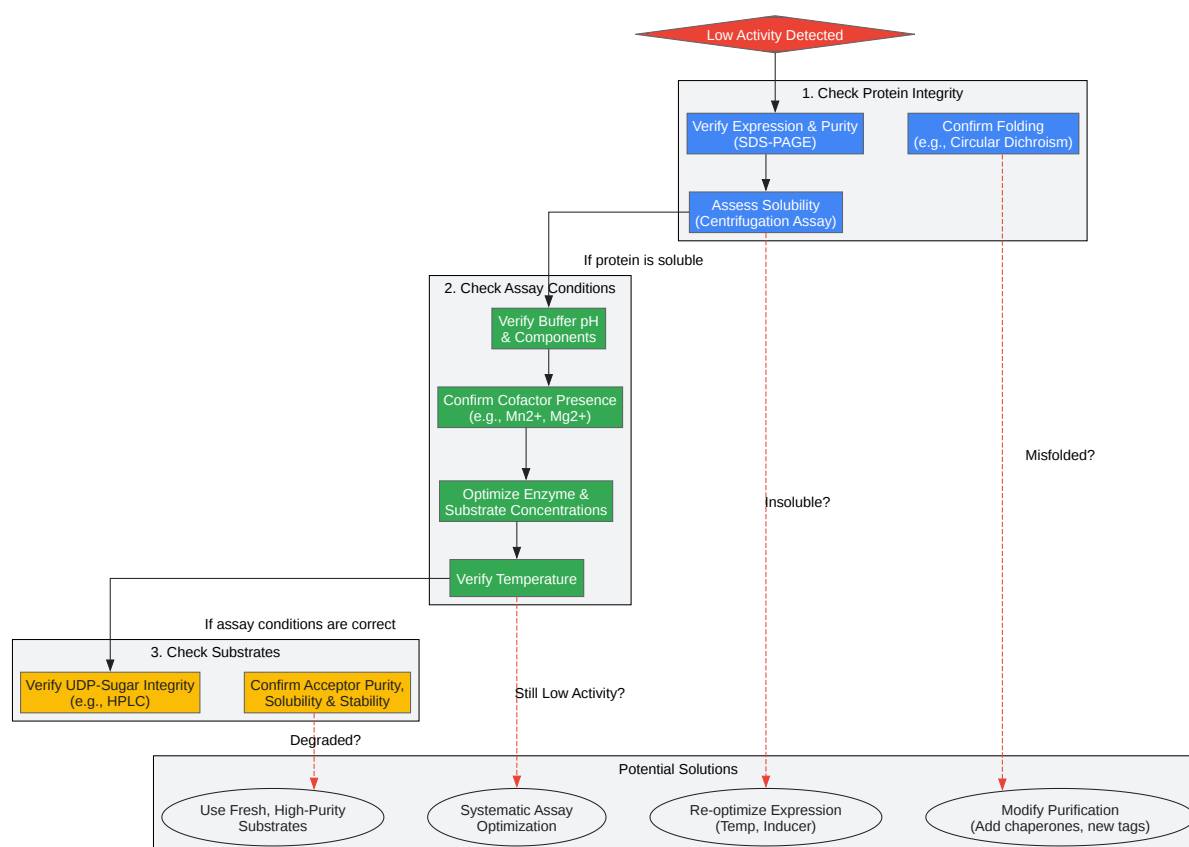 Low Activity Detected
1. Check Protein Integrity
Verify Expression & Purity
(SDS-PAGE)
Confirm Folding
(e.g., Circular Dichroism)
Assess Solubility
(Centrifugation Assay)
If protein is soluble
2. Check Assay Conditions
Verify Buffer pH
& Components
Confirm Cofactor Presence
(e.g., Mn2+, Mg2+)
Misfolded?
Optimize Enzyme &
Substrate Concentrations
Insoluble?
Verify Temperature
If assay conditions are correct
3. Check Substrates
Verify UDP-Sugar Integrity
(e.g., HPLC)
Confirm Acceptor Purity,
Solubility & Stability
Still Low Activity?
Degraded?
Potential Solutions
Use Fresh, High-Purity
Substrates
Systematic Assay
Optimization
Re-optimize Expression
(Temp, Inducer)
Modify Purification
(Add chaperones, new tags)